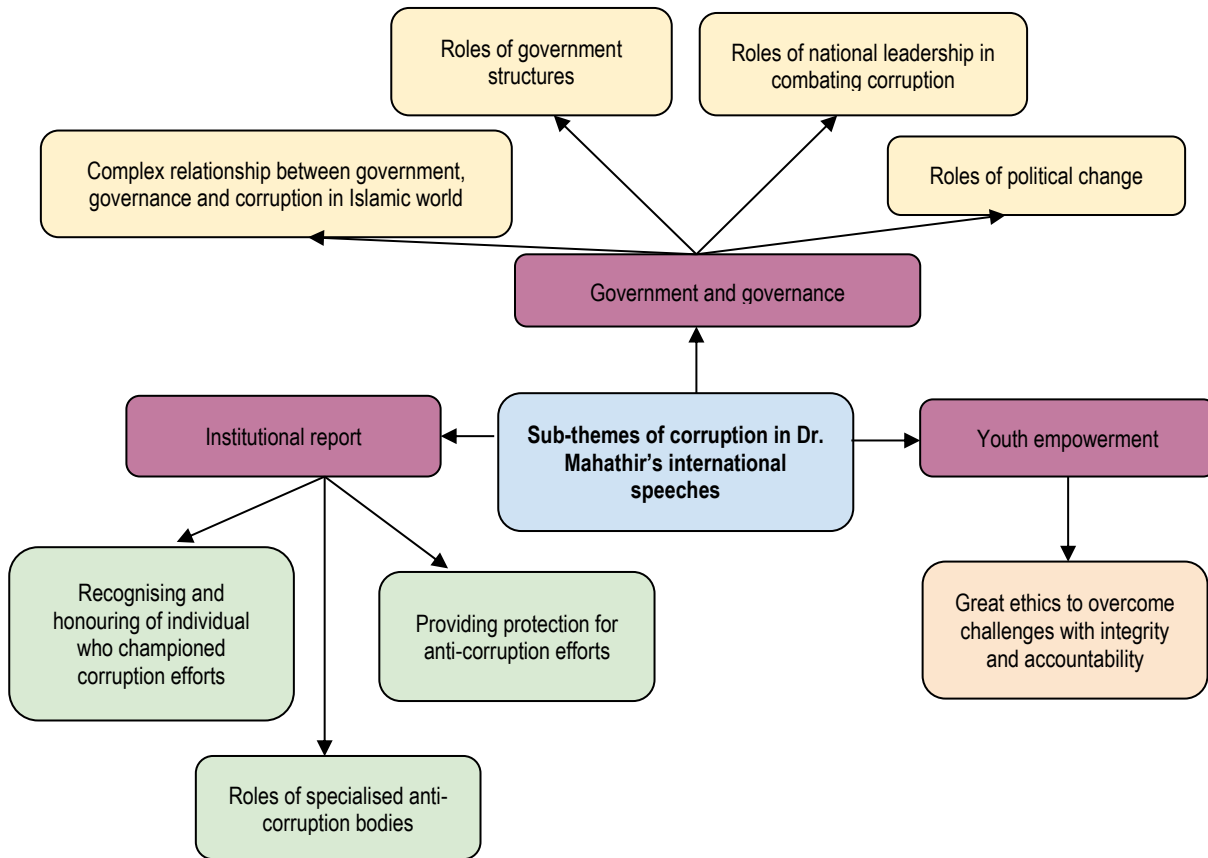 Roles of government
structures
Roles of national leadership in
combating corruption
Complex relationship between government,
governance and corruption in Islamic world
Roles of political change
Government and governance
Institutional report
Sub-themes of corruption in Dr.
Mahathir's international
speeches
Youth empowerment
Recognising and
honouring of individual
who championed
corruption efforts
Providing protection for
anti-corruption efforts
Great ethics to overcome
challenges with integrity
and accountability
Roles of specialised anti-
corruption bodies